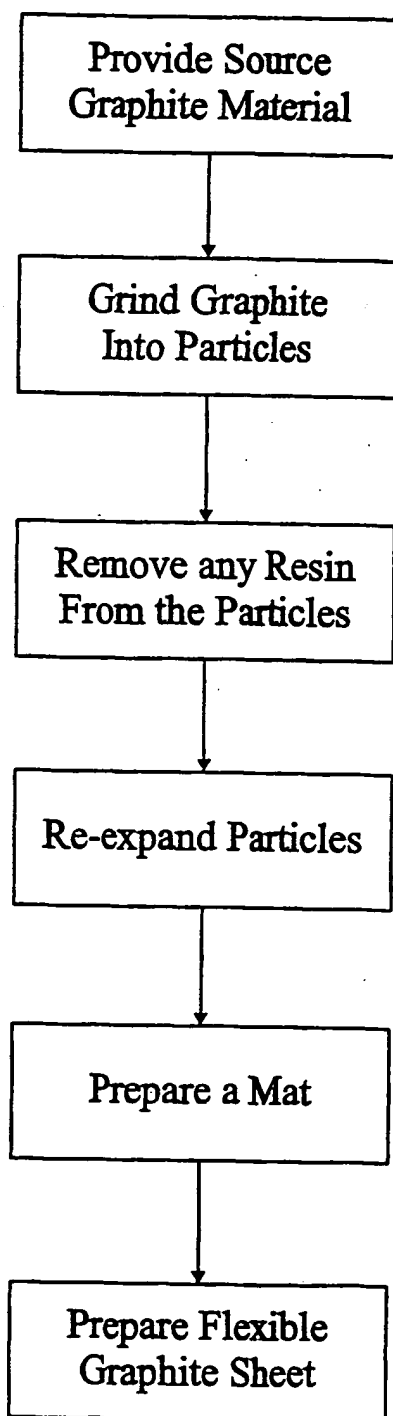 Provide Source
Graphite Material
Grind Graphite
Into Particles
Remove any Resin
From the Particles
Re-expand Particles
Prepare a Mat
Prepare Flexible
Graphite Sheet